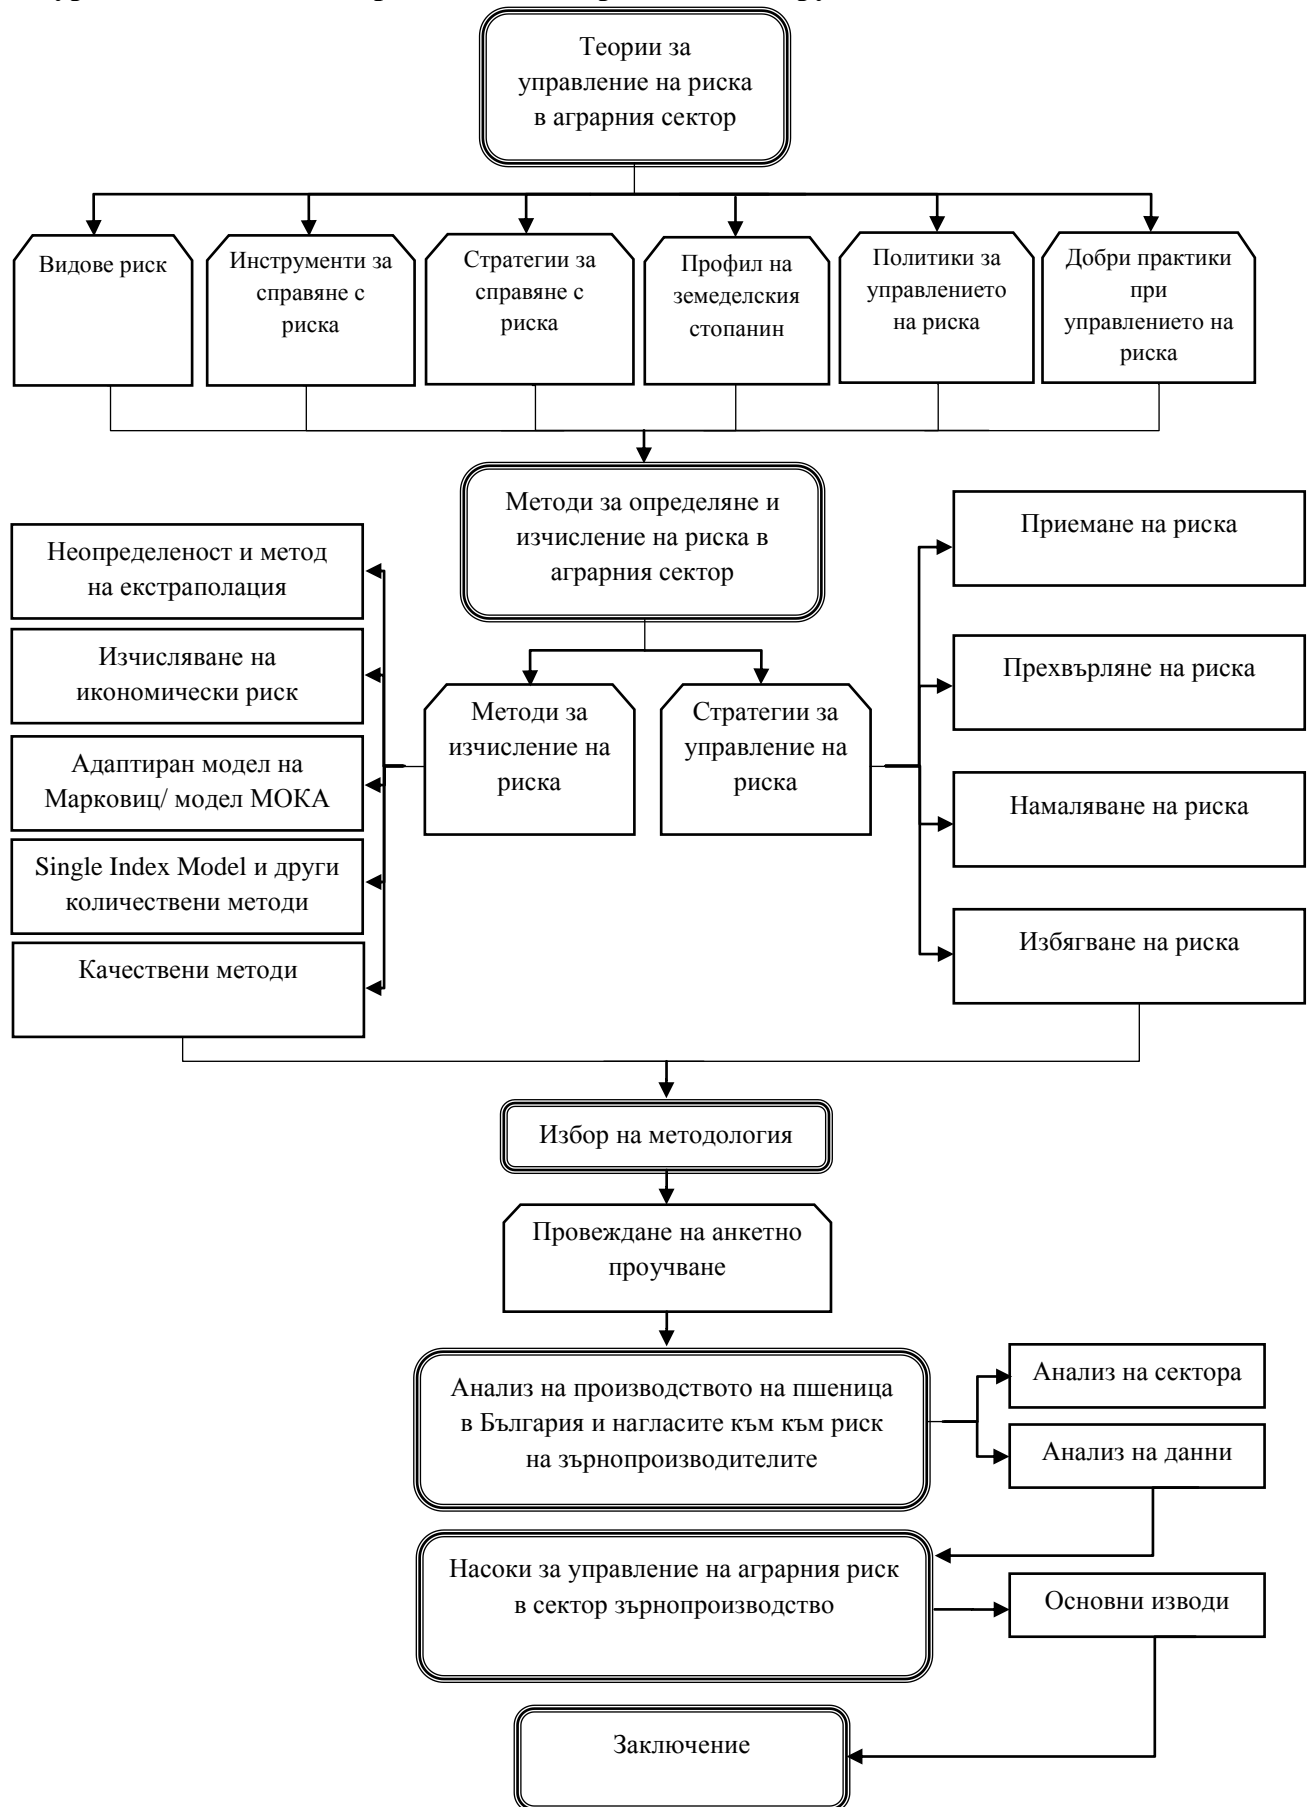 Теории за
управление на риска
в аграрния сектор
Видове риск
Инструменти за
справяне с
риска
Стратегии за
справяне с
риска
Профил на
земеделския
стопанин
Политики за
управлението
на риска
Добри практики
при
управлението на
риска
Методи за определяне и
изчисление на риска в
аграрния сектор
Неопределеност и метод
на екстраполация
Изчисляване на
икономически риск
Адаптиран модел на
Марковиц/ модел МОКА
Single Index Model и други
количествени методи
Качествени методи
Методи за
изчисление на
риска
Стратегии за
управление на
риска
Приемане на риска
Прехвърляне на риска
Намаляване на риска
Избягване на риска
Избор на методология
Провеждане на анкетно
проучване
Анализ на производството на пшеница
в България и нагласите към към риск
на зърнопроизводителите
Анализ на сектора
Анализ на данни
Насоки за управление на аграрния риск
в сектор зърнопроизводство
Основни изводи
Заключение